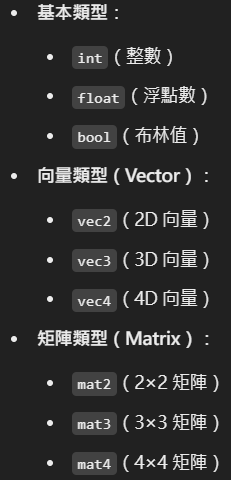 • 基本類型：
• int（整數）
• float（浮點數）
• bool（布林值）
• 向量類型（Vector）：
• vec2（2D 向量）
• vec3（3D 向量）
• vec4（4D 向量）
• 矩陣類型（Matrix）：
• mat2（2×2 矩陣）
• mat3（3×3 矩陣）
• mat4（4×4 矩陣）